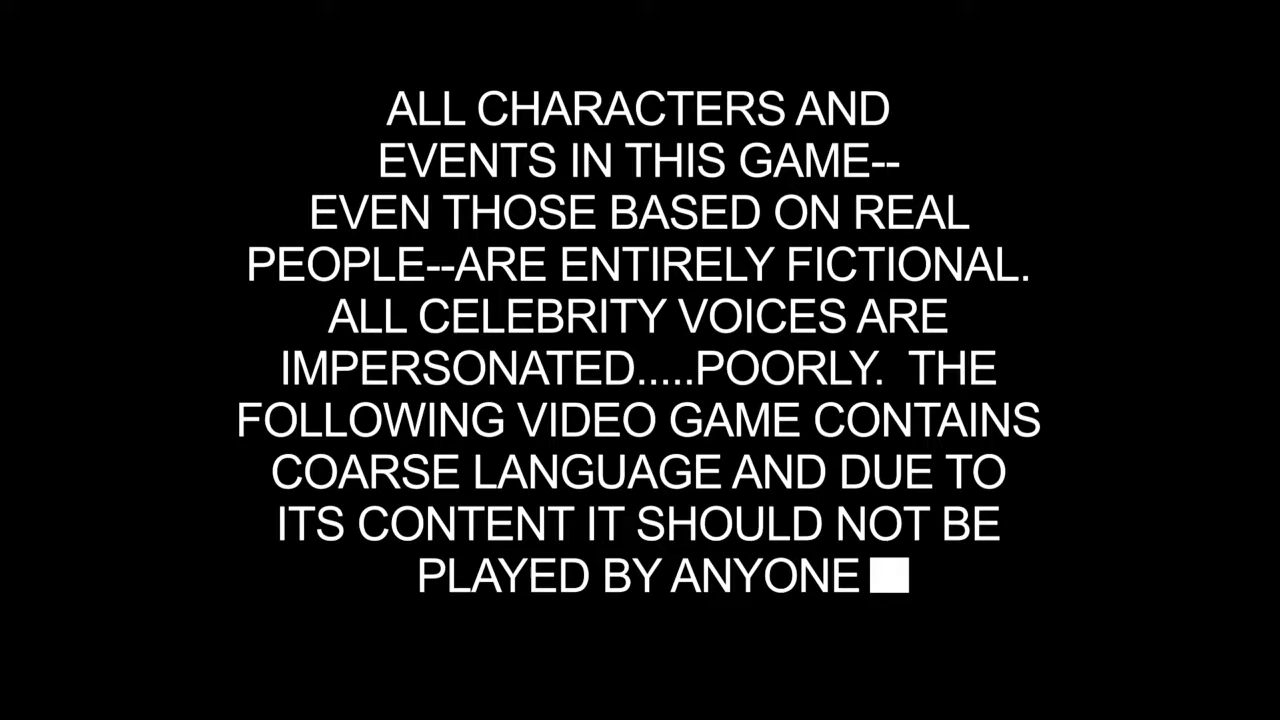 ALL CHARACTERS AND
EVENTS IN THIS GAME--
EVEN THOSE BASED ON REAL
PEOPLE--ARE ENTIRELY FICTIONAL.
ALL CELEBRITY VOICES ARE
IMPERSONATED.....POORLY.  THE
FOLLOWING VIDEO GAME CONTAINS
COARSE LANGUAGE AND DUE TO
ITS CONTENT IT SHOULD NOT BE
PLAYED BY ANYONE ■